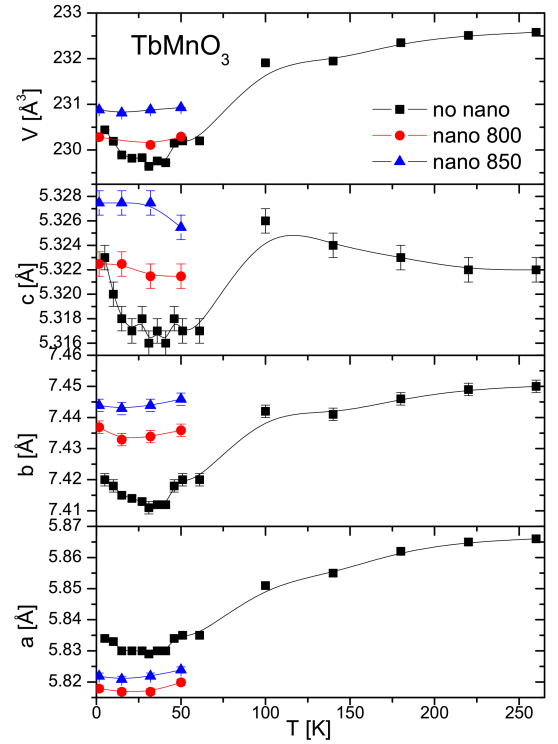 TbMnO₃
233
232
231
230
V [Å³]
no nano
nano 800
nano 850
5.328
5.326
5.324
5.322
5.320
5.318
5.316
c [Å]
7.46
7.45
7.44
7.43
7.42
7.41
b [Å]
5.87
5.86
5.85
5.84
5.83
5.82
a [Å]
0 50 100 150 200 250
T [K]